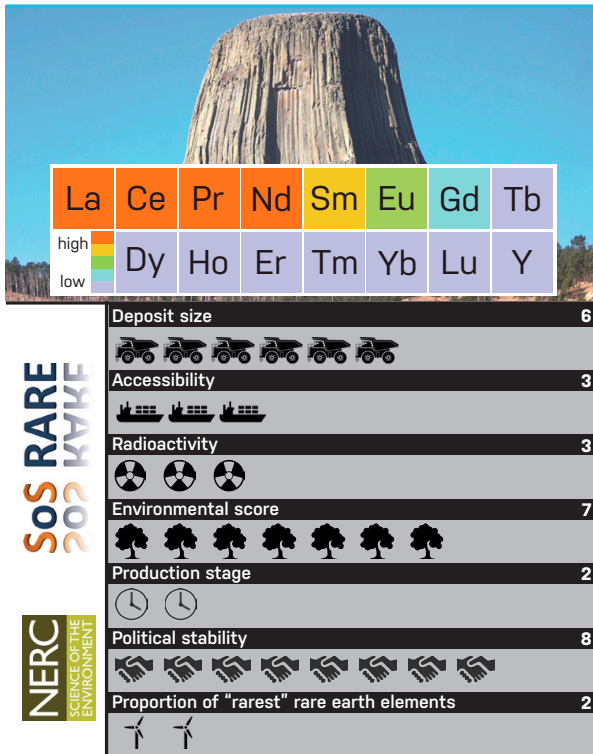 La Ce Pr Nd Sm Eu Gd Tb
high
low
Dy Ho Er Tm Yb Lu Y
Deposit size 6
Accessibility 3
Radioactivity 3
Environmental score 7
Production stage 2
Political stability 8
Proportion of “rarest” rare earth elements 2
SoS RARE
NERC
SCIENCE OF THE
ENVIRONMENT